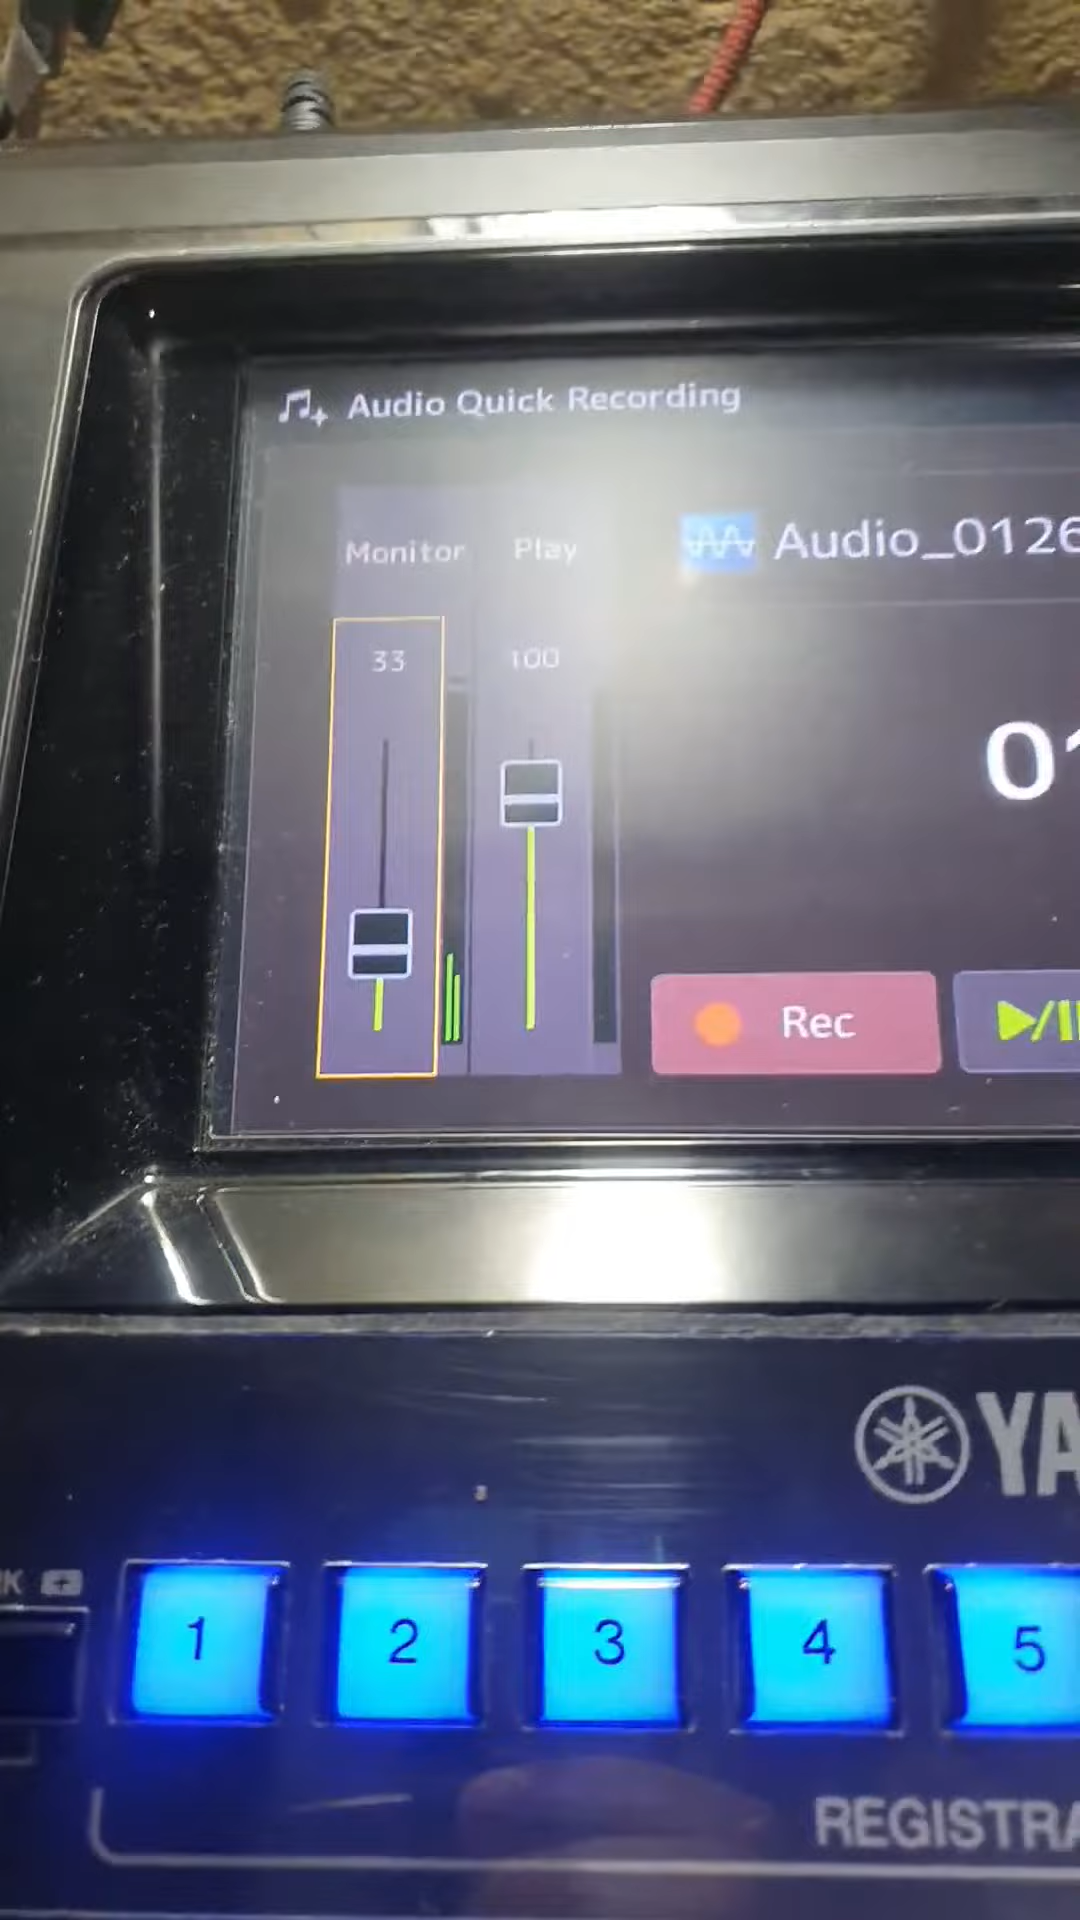 Audio Quick Recording
Monitor Play
Audio_0126
33 100
01
Rec
YA
1 2 3 4 5
REGISTRA